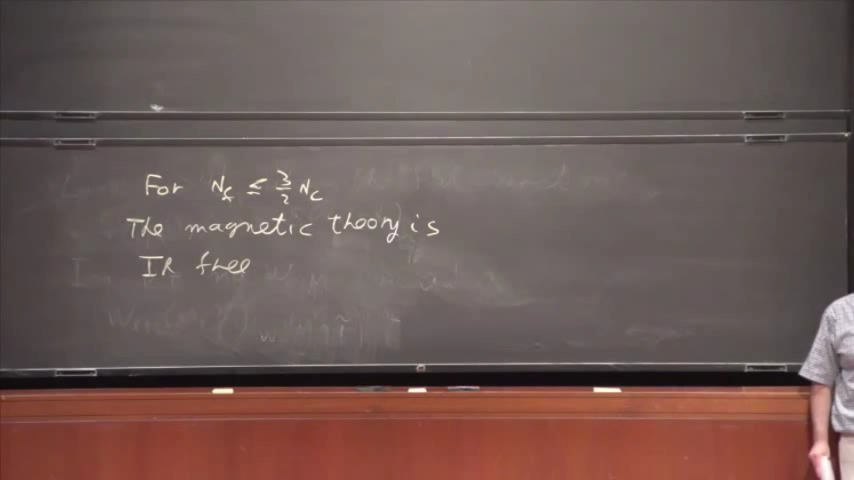 For N_f ≤ 3/2 N_c
The magnetic theory is
IR free